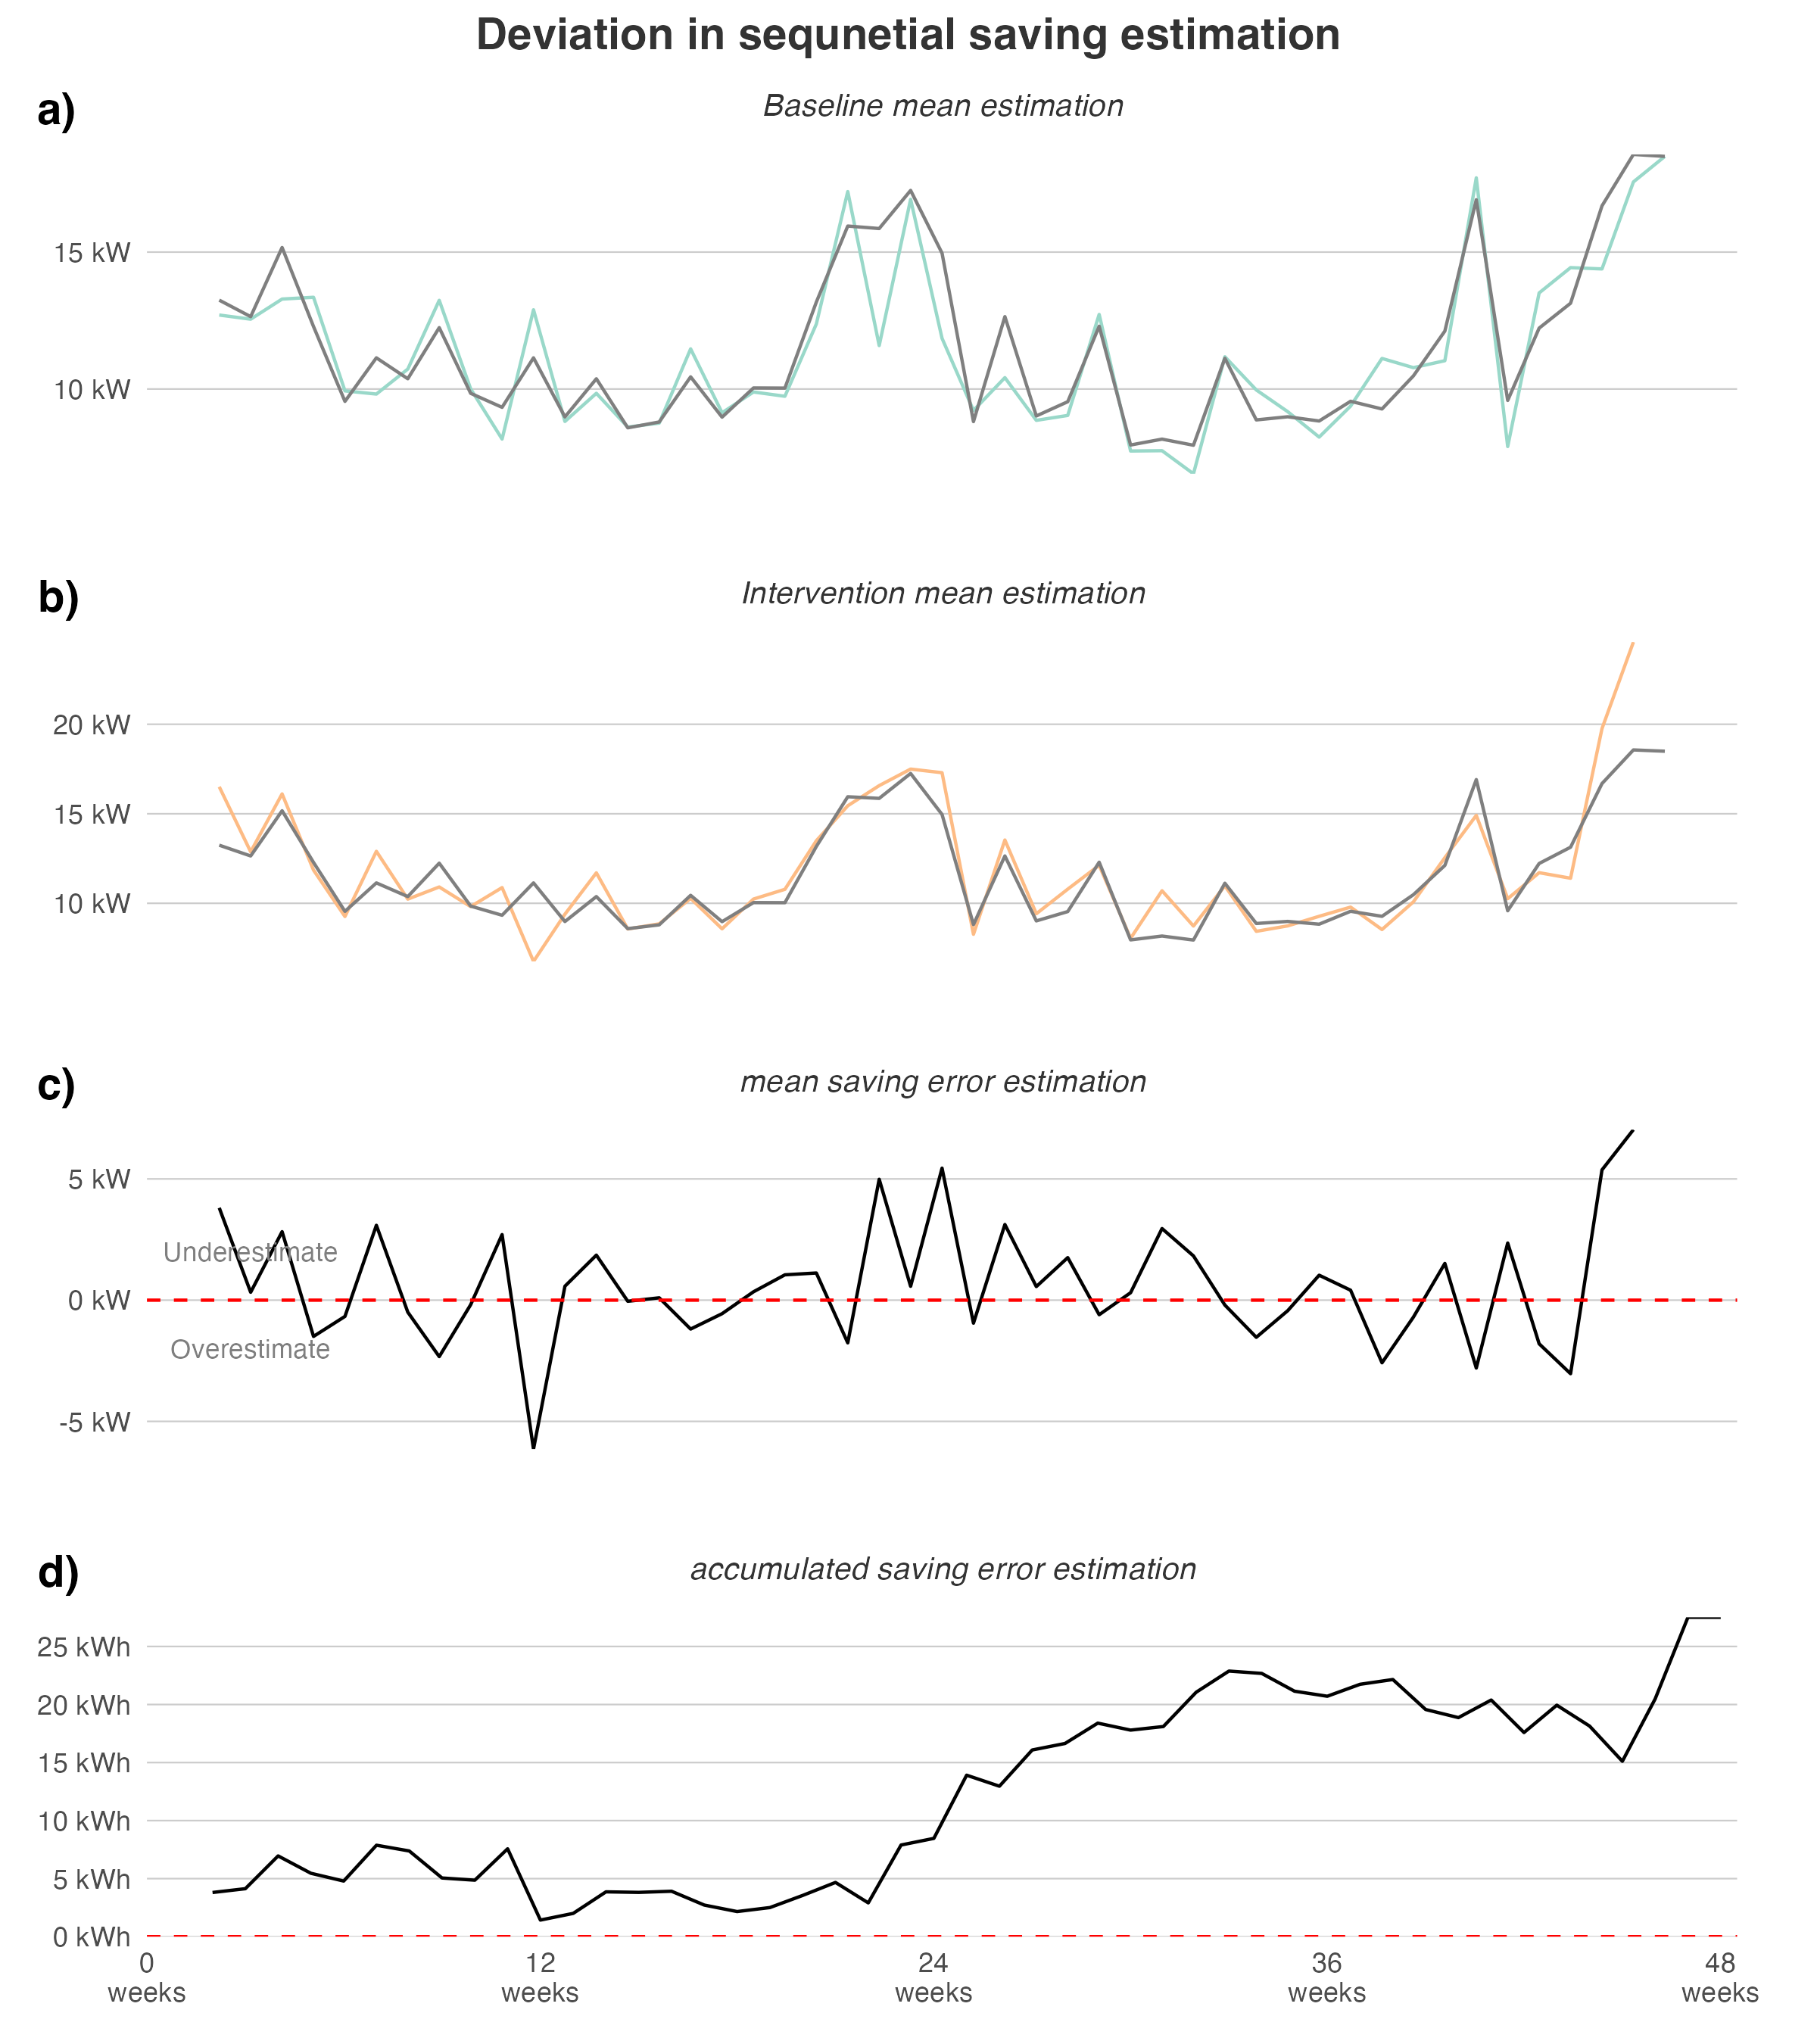 Deviation in sequnetial saving estimation
a)
Baseline mean estimation
15 kW
10 kW
b)
Intervention mean estimation
20 kW
15 kW
10 kW
c)
mean saving error estimation
5 kW
Underestimate
0 kW
Overestimate
-5 kW
d)
accumulated saving error estimation
25 kWh
20 kWh
15 kWh
10 kWh
5 kWh
0 kWh
0 12 24 36 48
weeks weeks weeks weeks weeks